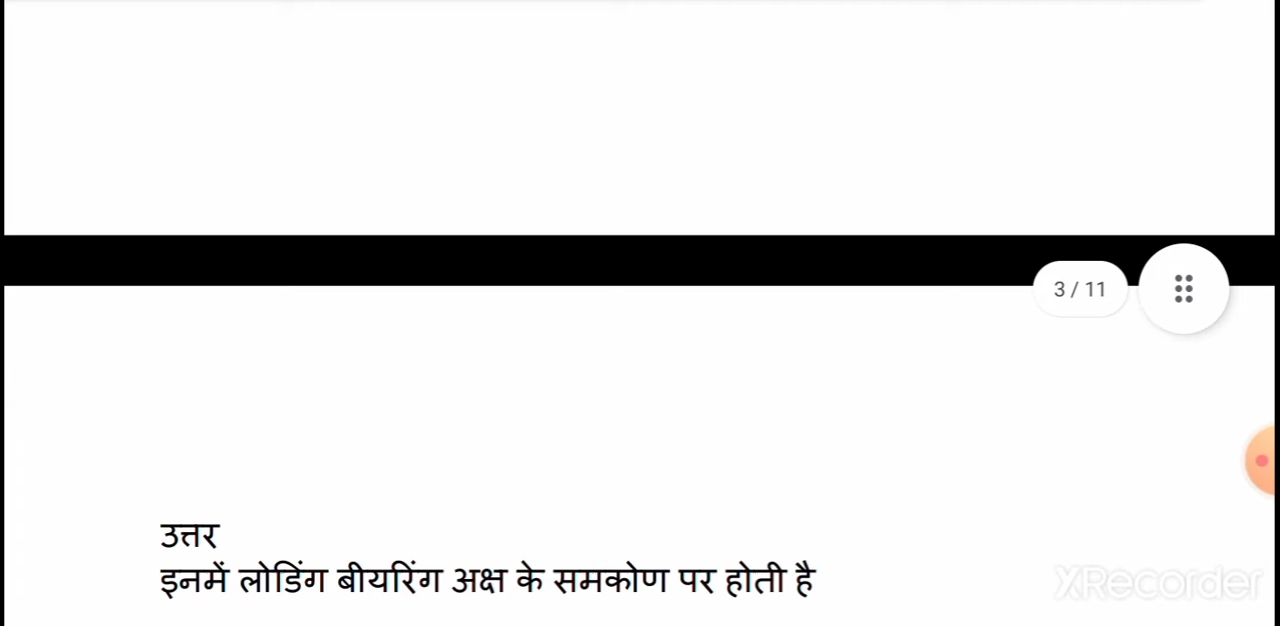 3 / 11
उत्तर
इनमें लोडिंग बीयरिंग अक्ष के समकोण पर होती है
XRecorder